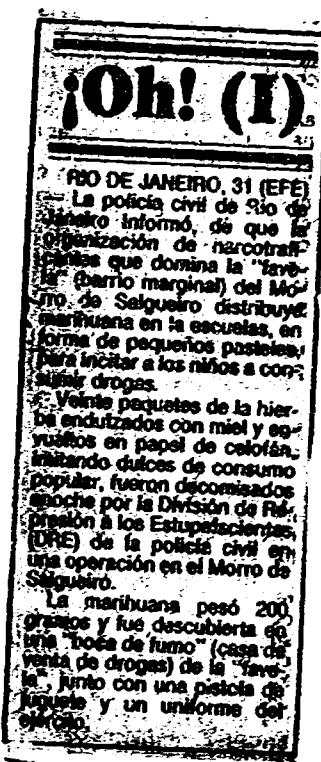 ¡Oh! (I)
RIO DE JANEIRO, 31 (EFE)
— La policía civil de Rio de
Janeiro informó, de que la
organización de narcotrafi-
cantes que domina la "fave-
la" (barrio marginal) del Mo-
rro de Salgueiro distribuye
marihuana en la escuelas, en
forma de pequeños pasteles,
para incitar a los niños a con-
sumir drogas.
Veinte paquetes de la hier-
ba endulzados con miel y en-
vueltos en papel de celofán,
imitando dulces de consumo
popular, fueron decomisados
anoche por la División de Re-
presión a los Estupefacientes
(DRE) de la policía civil en
una operación en el Morro de
Salgueiro.
La marihuana pesó 200
gramos y fue descubierta en
una "boca de fumo" (casa de
venta de drogas) de la "fave-
la", junto con una pistola de
juguete y un uniforme del
ejército.